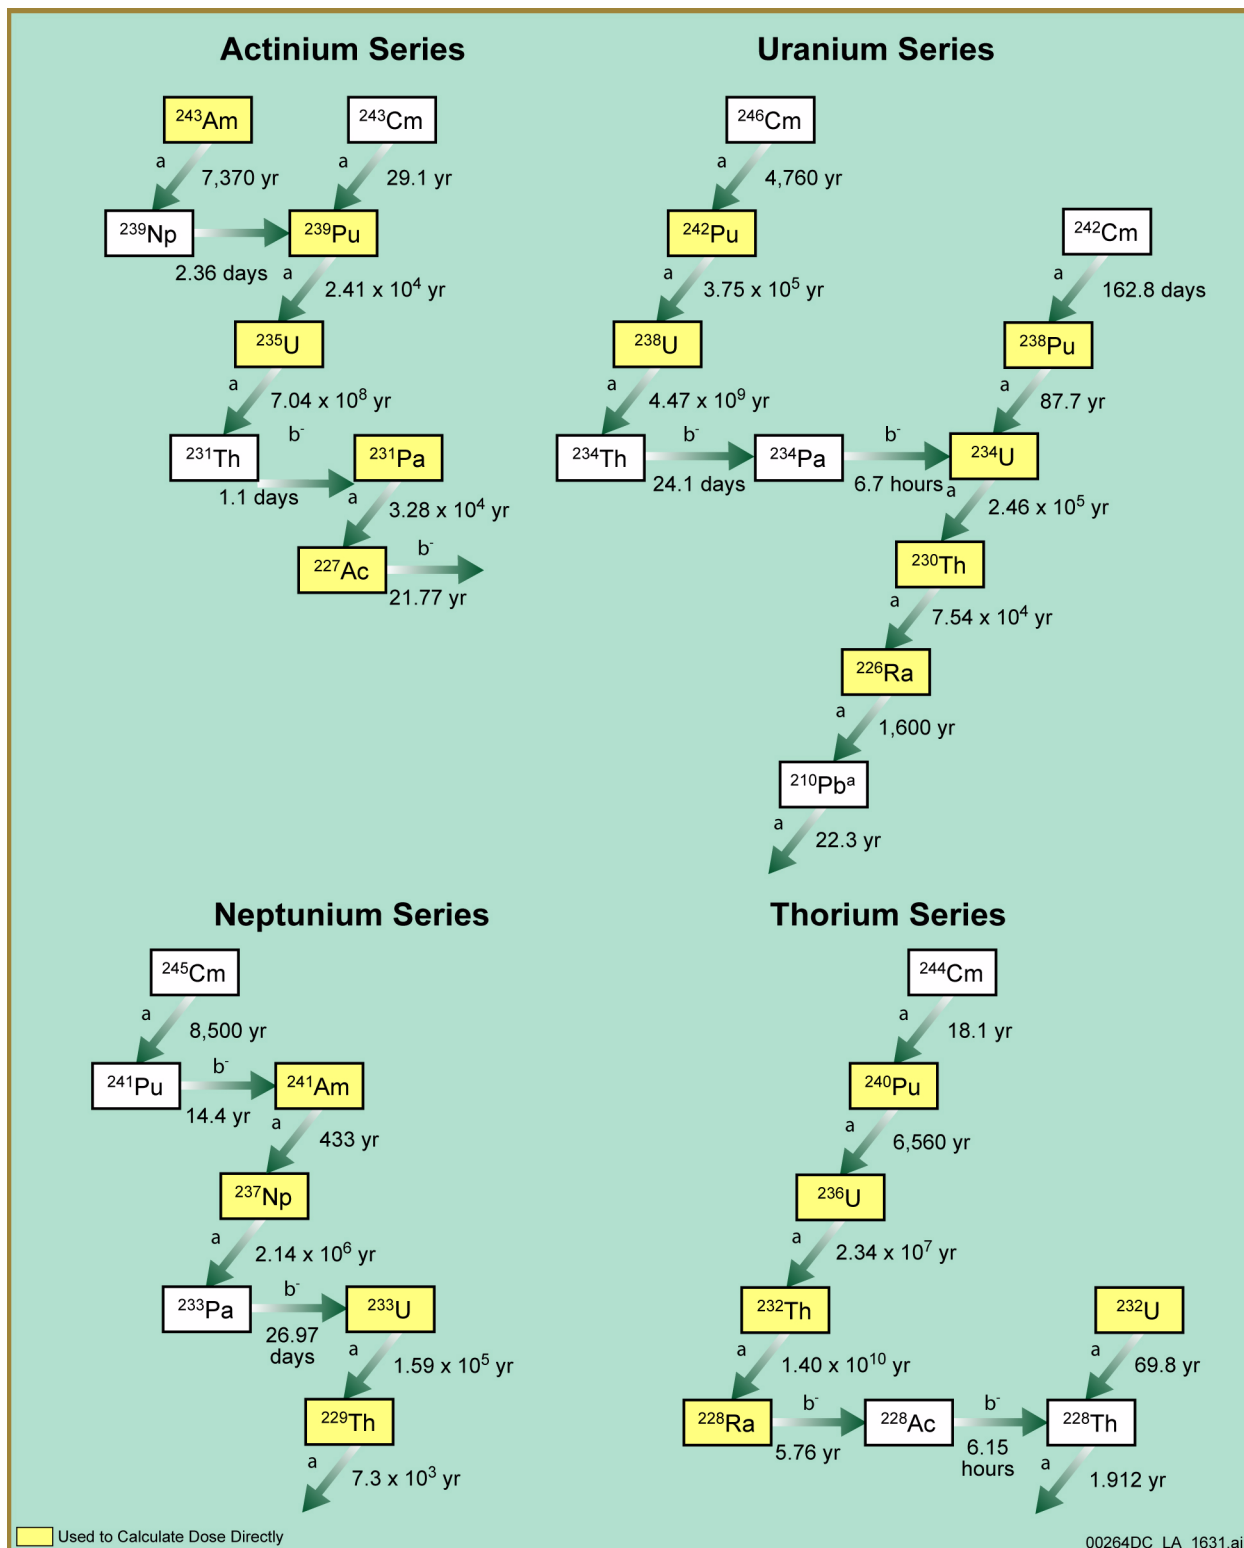 Actinium Series
Uranium Series
²⁴³Am
²⁴³Cm
a
7,370 yr
a
29.1 yr
²³⁹Np
²³⁹Pu
2.36 days
a
2.41 x 10⁴ yr
²³⁵U
a
7.04 x 10⁸ yr
²³¹Th
b⁻
²³¹Pa
1.1 days
a
3.28 x 10⁴ yr
²²⁷Ac
b⁻
21.77 yr
²⁴⁶Cm
a
4,760 yr
²⁴²Pu
²⁴²Cm
a
3.75 x 10⁵ yr
a
162.8 days
²³⁸U
²³⁸Pu
a
4.47 x 10⁹ yr
a
87.7 yr
²³⁴Th
b⁻
24.1 days
²³⁴Pa
b⁻
6.7 hours
²³⁴U
a
2.46 x 10⁵ yr
²³⁰Th
a
7.54 x 10⁴ yr
²²⁶Ra
a
1,600 yr
²¹⁰Pbᵃ
a
22.3 yr
Neptunium Series
Thorium Series
²⁴⁵Cm
a
8,500 yr
²⁴¹Pu
b⁻
14.4 yr
²⁴¹Am
a
433 yr
²³⁷Np
a
2.14 x 10⁶ yr
²³³Pa
b⁻
26.97
days
²³³U
a
1.59 x 10⁵ yr
²²⁹Th
a
7.3 x 10³ yr
²⁴⁴Cm
a
18.1 yr
²⁴⁰Pu
a
6,560 yr
²³⁶U
a
2.34 x 10⁷ yr
²³²Th
²³²U
a
1.40 x 10¹⁰ yr
a
69.8 yr
²²⁸Ra
b⁻
5.76 yr
²²⁸Ac
b⁻
6.15
hours
²²⁸Th
a
1.912 yr
Used to Calculate Dose Directly
00264DC_LA_1631.ai